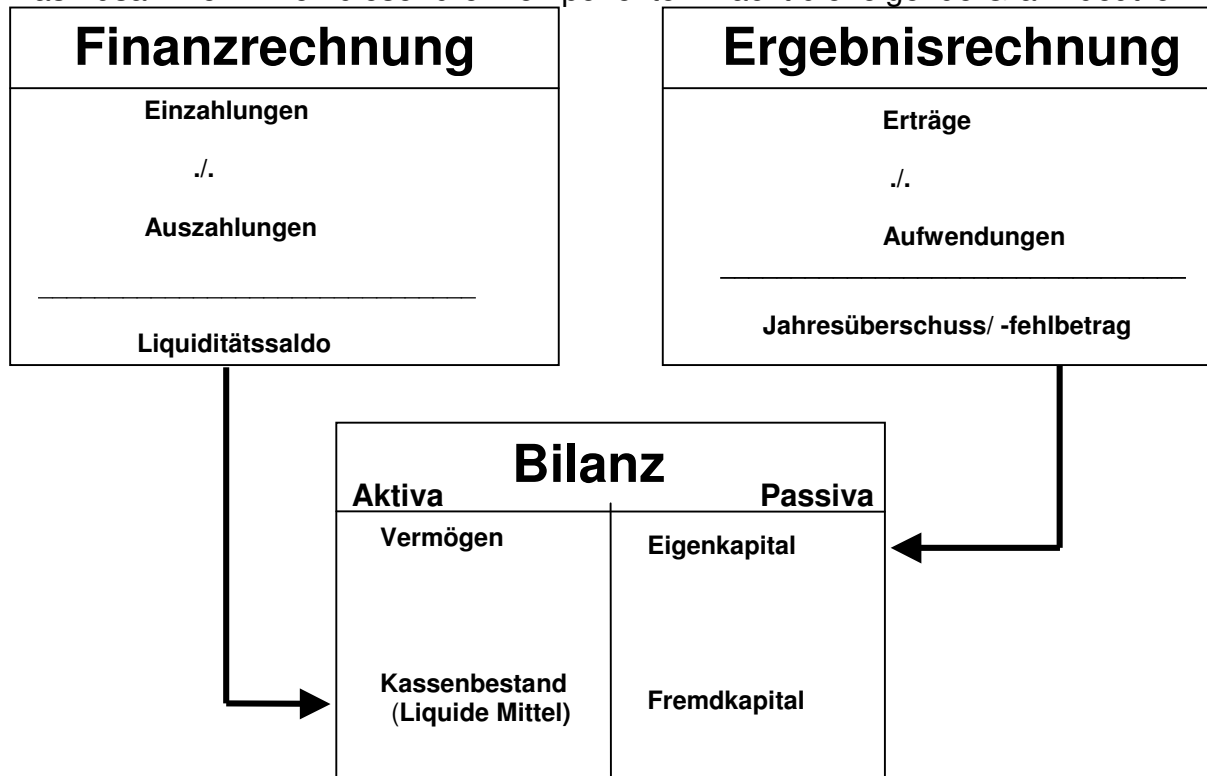 Finanzrechnung
Einzahlungen
./.
Auszahlungen
Liquiditätssaldo
Ergebnisrechnung
Erträge
./.
Aufwendungen
Jahresüberschuss/ -fehlbetrag
Bilanz
Aktiva
Passiva
Vermögen
Eigenkapital
Kassenbestand
(Liquide Mittel)
Fremdkapital